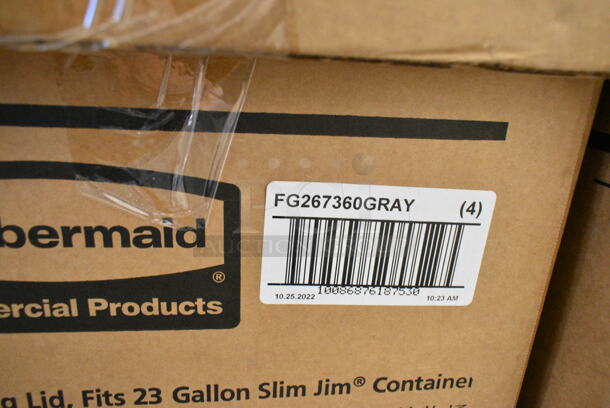 bermaid
®
ercial Products
FG267360GRAY (4)
10.25.2022 10086876187530 10:23 AM
g Lid, Fits 23 Gallon Slim Jim® Container